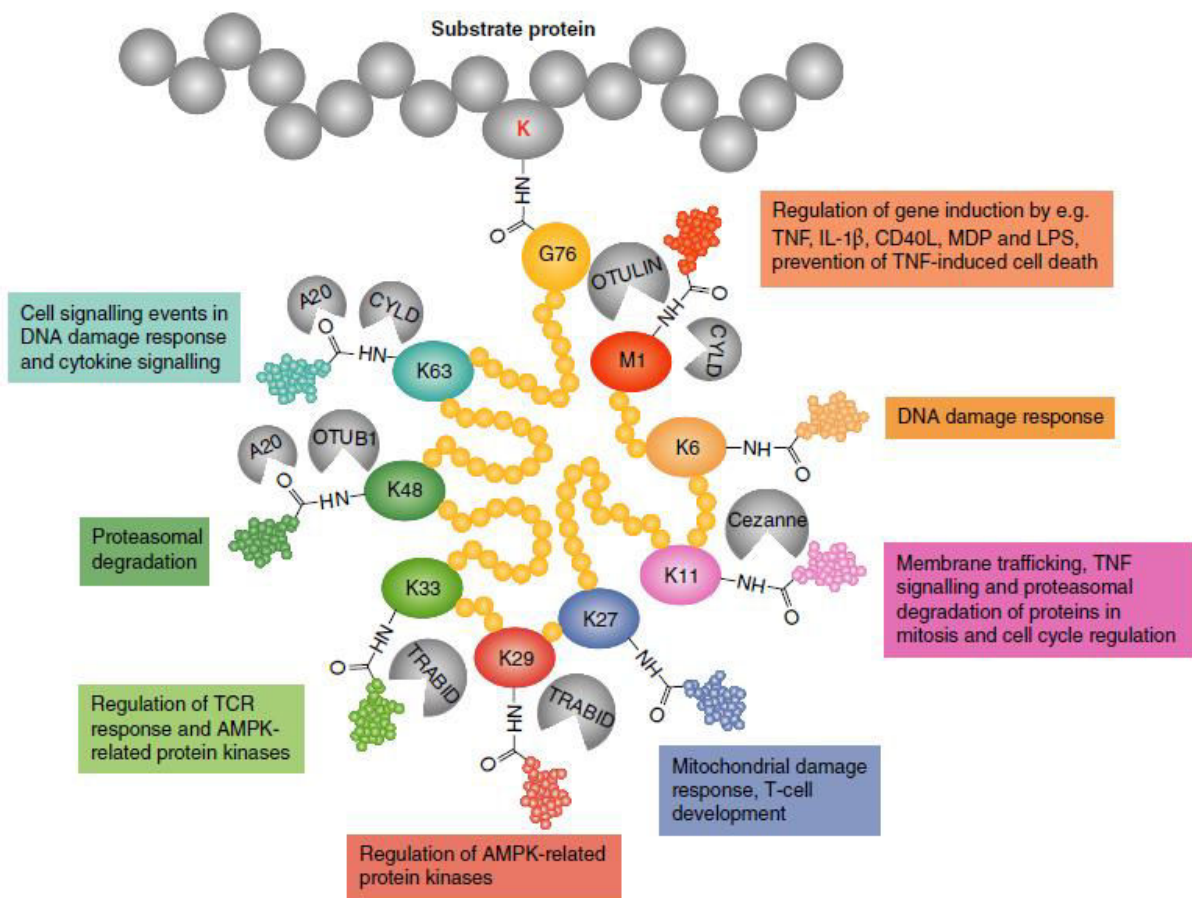 Substrate protein
K
HN
O
G76
OTULIN
NH
O
M1
CYLD
Regulation of gene induction by e.g.
TNF, IL-1β, CD40L, MDP and LPS,
prevention of TNF-induced cell death
Cell signalling events in
DNA damage response
and cytokine signalling
A20
CYLD
O
HN
K63
K6
NH
O
DNA damage response
A20
OTUB1
O
HN
K48
Proteasomal
degradation
Cezanne
K11
NH
O
Membrane trafficking, TNF
signalling and proteasomal
degradation of proteins in
mitosis and cell cycle regulation
K33
HN
O
TRABID
Regulation of TCR
response and AMPK-
related protein kinases
K29
HN
O
TRABID
K27
NH
O
Mitochondrial damage
response, T-cell
development
Regulation of AMPK-related
protein kinases